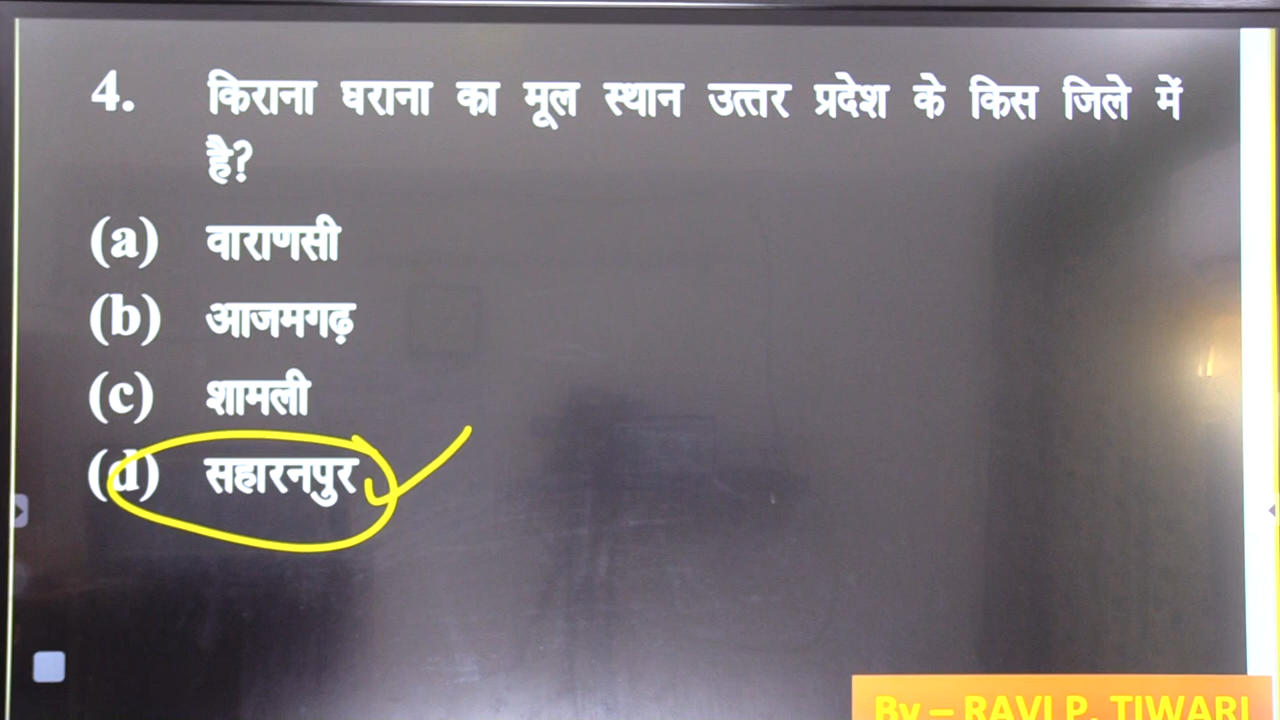 4. किराना घराना का मूल स्थान उत्तर प्रदेश के किस जिले में
है?
(a) वाराणसी
(b) आजमगढ़
(c) शामली
(d) सहारनपुर
By – RAVI P. TIWARI